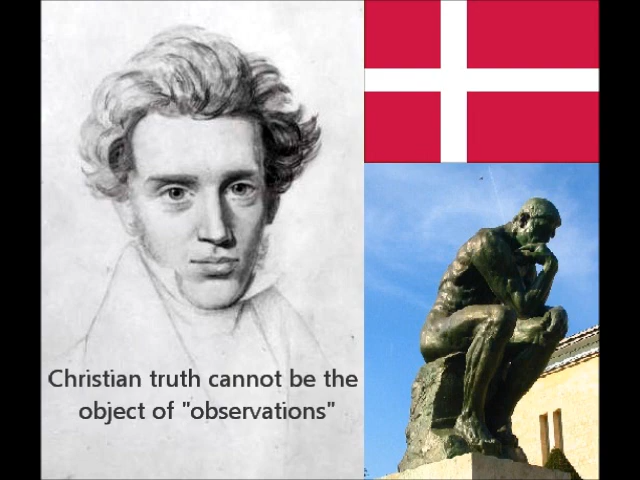 Christian truth cannot be the
object of "observations"